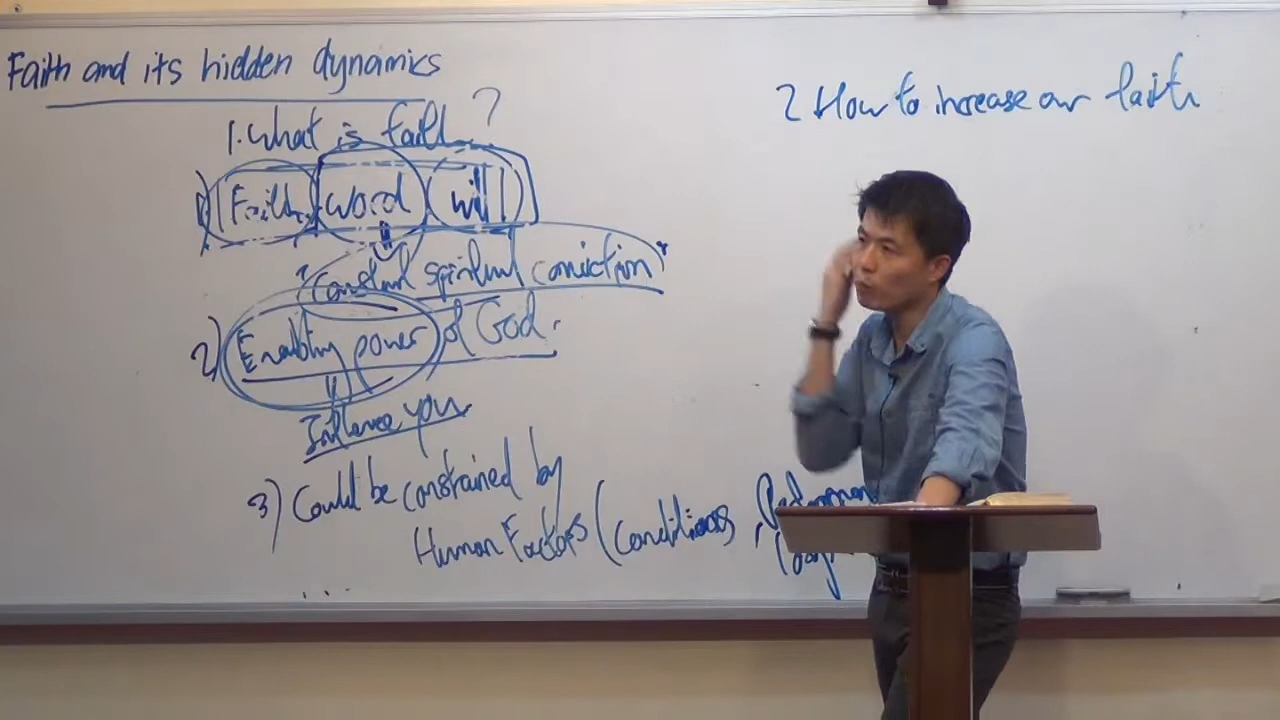 Faith and its hidden dynamics
1. What is faith ?
1) Faith, word will
"Constant spiritual conviction"
2) Enabling power of God.
Influence you
3) Could be constrained by
Human Factors (conditions,
2 How to increase our faith